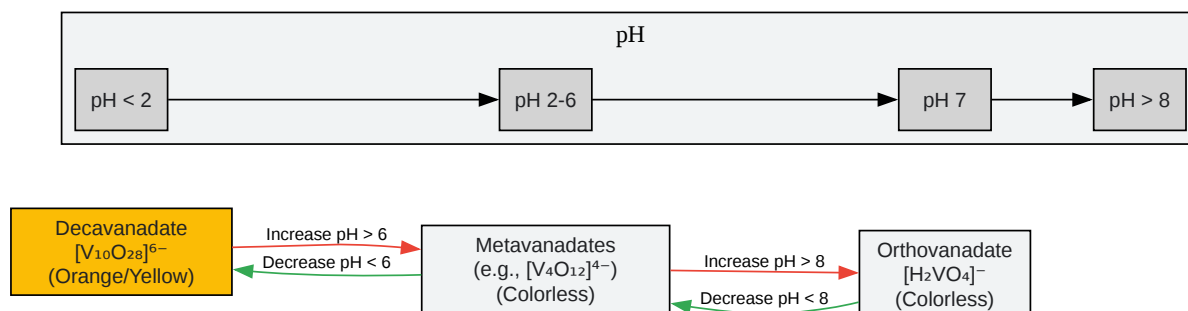 pH
pH < 2
pH 2-6
pH 7
pH > 8
Decavanadate
[V₁₀O₂₈]⁶⁻
(Orange/Yellow)
Increase pH > 6
Decrease pH < 6
Metavanadates
(e.g., [V₄O₁₂]⁴⁻)
(Colorless)
Increase pH > 8
Decrease pH < 8
Orthovanadate
[H₂VO₄]⁻
(Colorless)